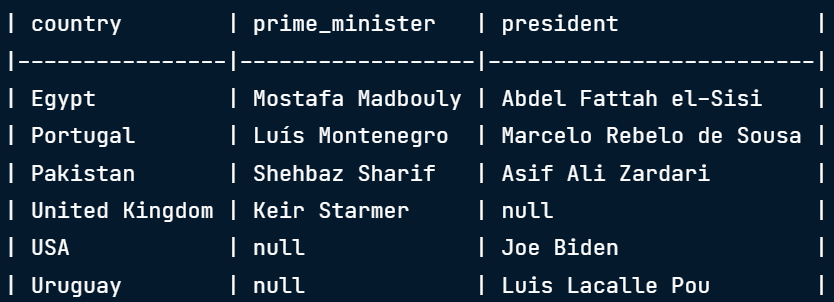 | country        | prime_minister   | president               |
|----------------|------------------|-------------------------|
| Egypt          | Mostafa Madbouly | Abdel Fattah el-Sisi    |
| Portugal       | Luís Montenegro  | Marcelo Rebelo de Sousa |
| Pakistan       | Shehbaz Sharif   | Asif Ali Zardari        |
| United Kingdom | Keir Starmer     | null                    |
| USA            | null             | Joe Biden               |
| Uruguay        | null             | Luis Lacalle Pou        |